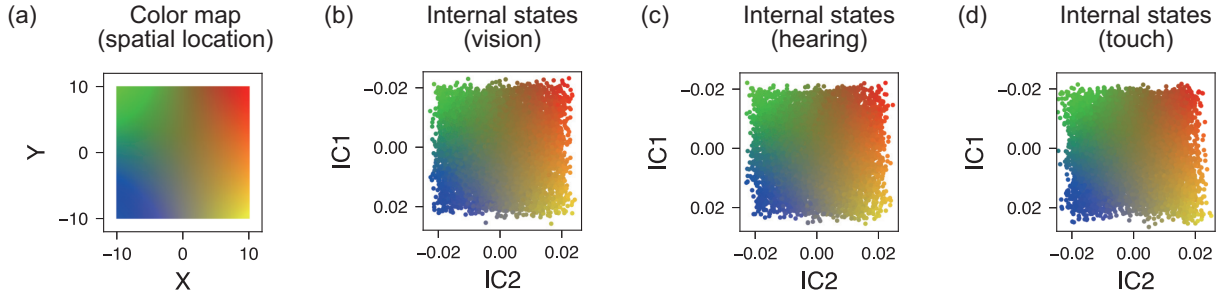 (a)
Color map
(spatial location)
10
0
−10
Y
−10
0
10
X
(b)
Internal states
(vision)
−0.02
0.00
0.02
IC1
−0.02
0.00
0.02
IC2
(c)
Internal states
(hearing)
−0.02
0.00
0.02
IC1
−0.02
0.00
0.02
IC2
(d)
Internal states
(touch)
−0.02
0.00
0.02
IC1
−0.02
0.00
0.02
IC2